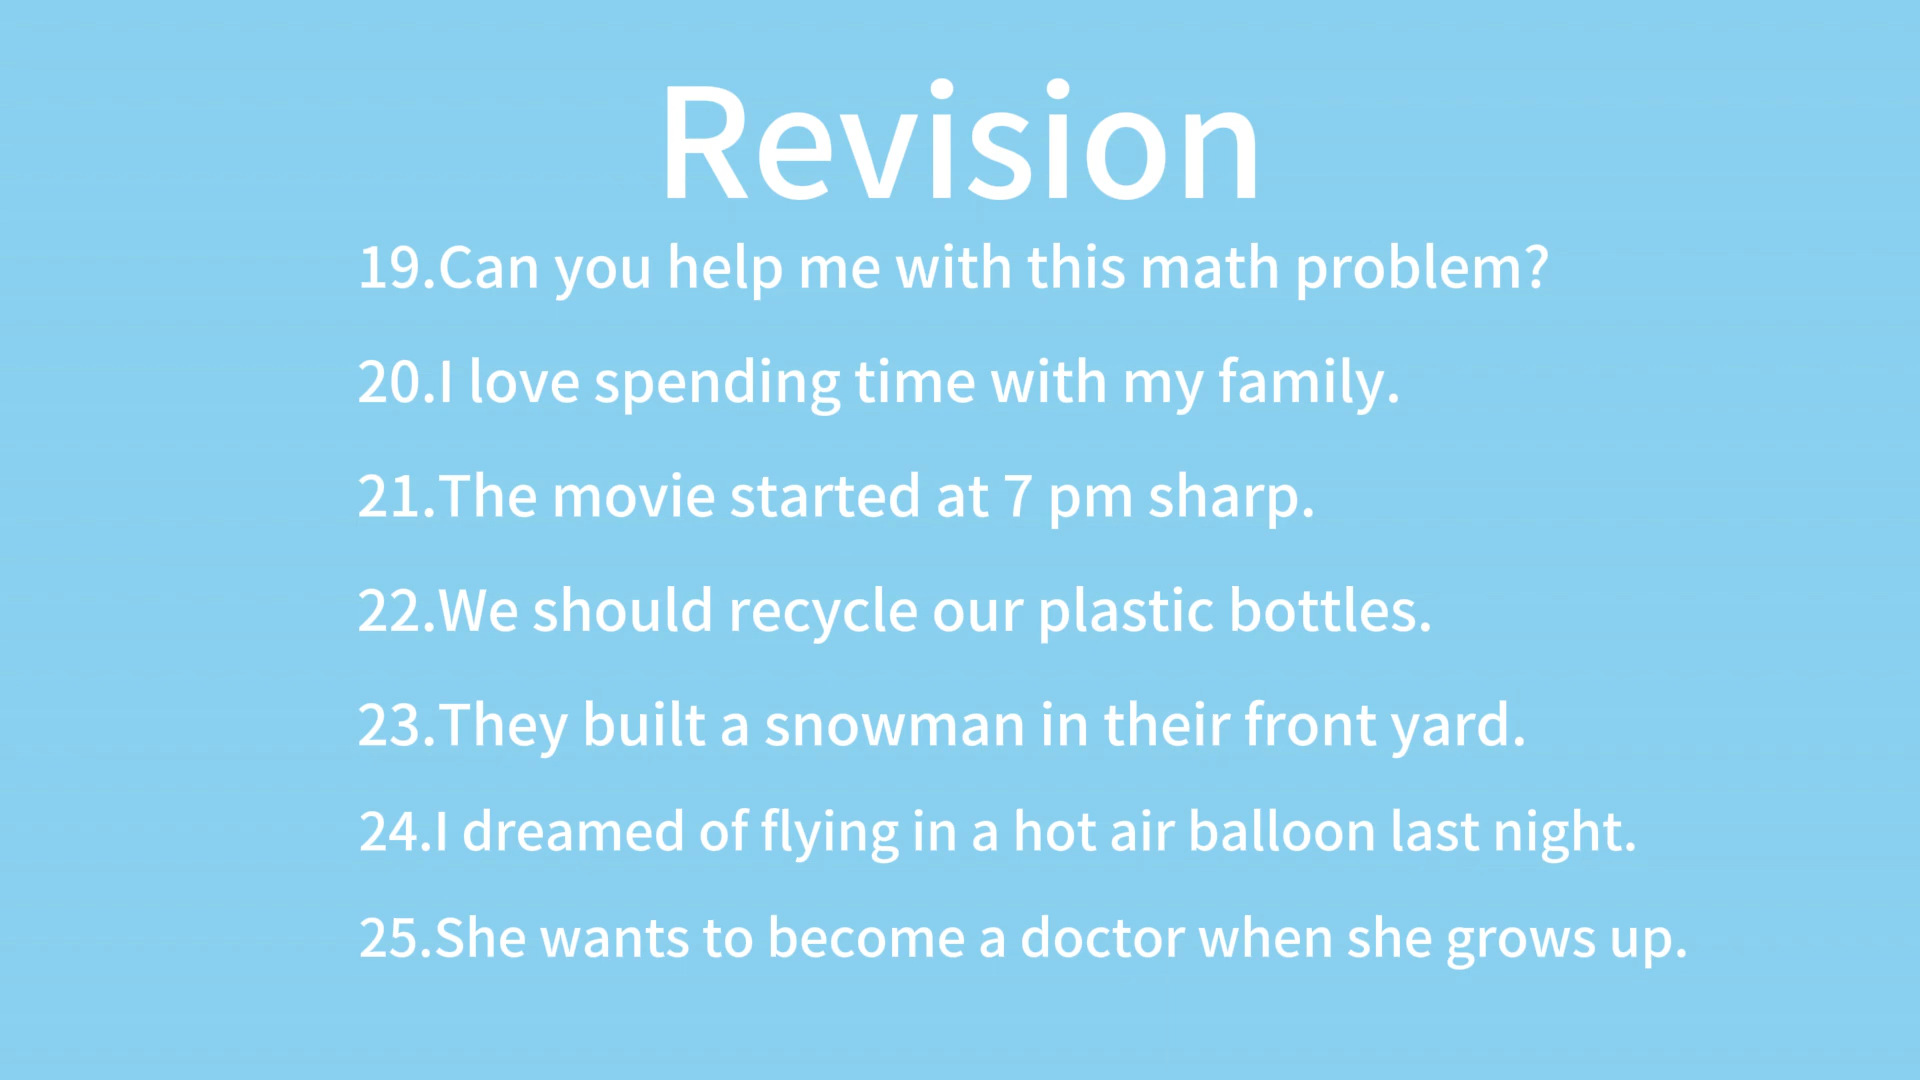 Revision
19.Can you help me with this math problem?
20.I love spending time with my family.
21.The movie started at 7 pm sharp.
22.We should recycle our plastic bottles.
23.They built a snowman in their front yard.
24.I dreamed of flying in a hot air balloon last night.
25.She wants to become a doctor when she grows up.